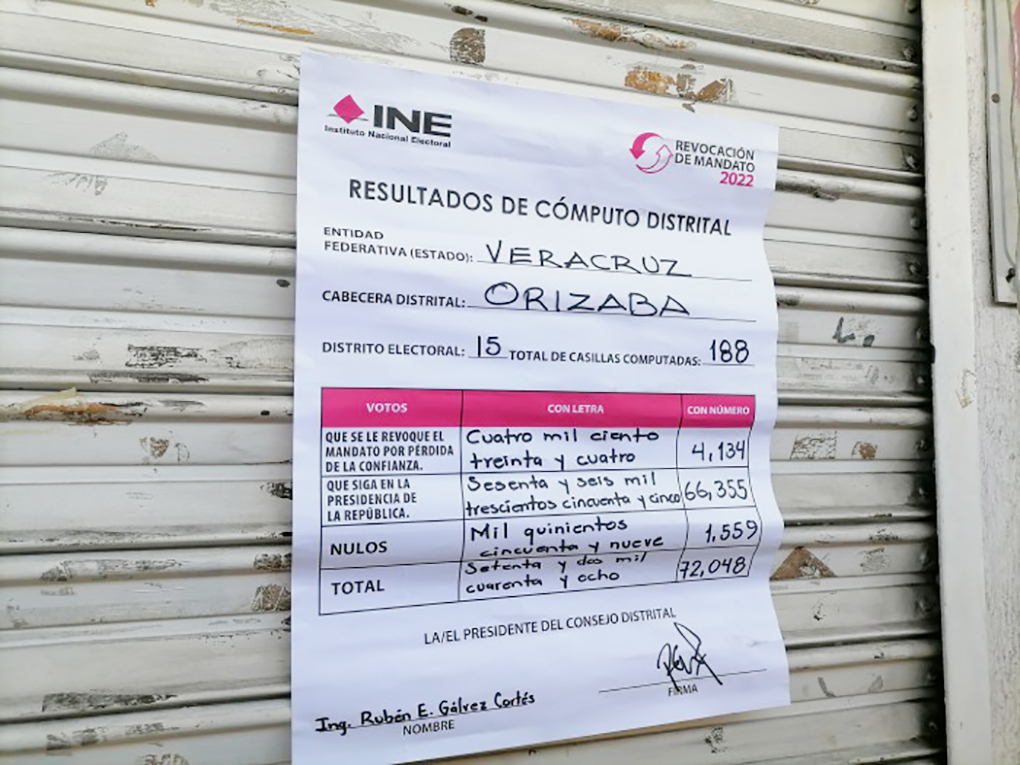 INE
Instituto Nacional Electoral
REVOCACIÓN
DE MANDATO
2022
RESULTADOS DE CÓMPUTO DISTRITAL
ENTIDAD
FEDERATIVA (ESTADO): VERACRUZ
CABECERA DISTRITAL: ORIZABA
DISTRITO ELECTORAL: 15 TOTAL DE CASILLAS COMPUTADAS: 188
VOTOS CON LETRA CON NÚMERO
QUE SE LE REVOQUE EL
MANDATO POR PÉRDIDA
DE LA CONFIANZA.
Cuatro mil ciento
treinta y cuatro
4,134
QUE SIGA EN LA
PRESIDENCIA DE
LA REPÚBLICA.
Sesenta y seis mil
trescientos cincuenta y cinco
66,355
NULOS
Mil quinientos
cincuenta y nueve
1,559
TOTAL
Setenta y dos mil
cuarenta y ocho
72,048
LA/EL PRESIDENTE DEL CONSEJO DISTRITAL
FIRMA
Ing. Rubén E. Gálvez Cortés
NOMBRE